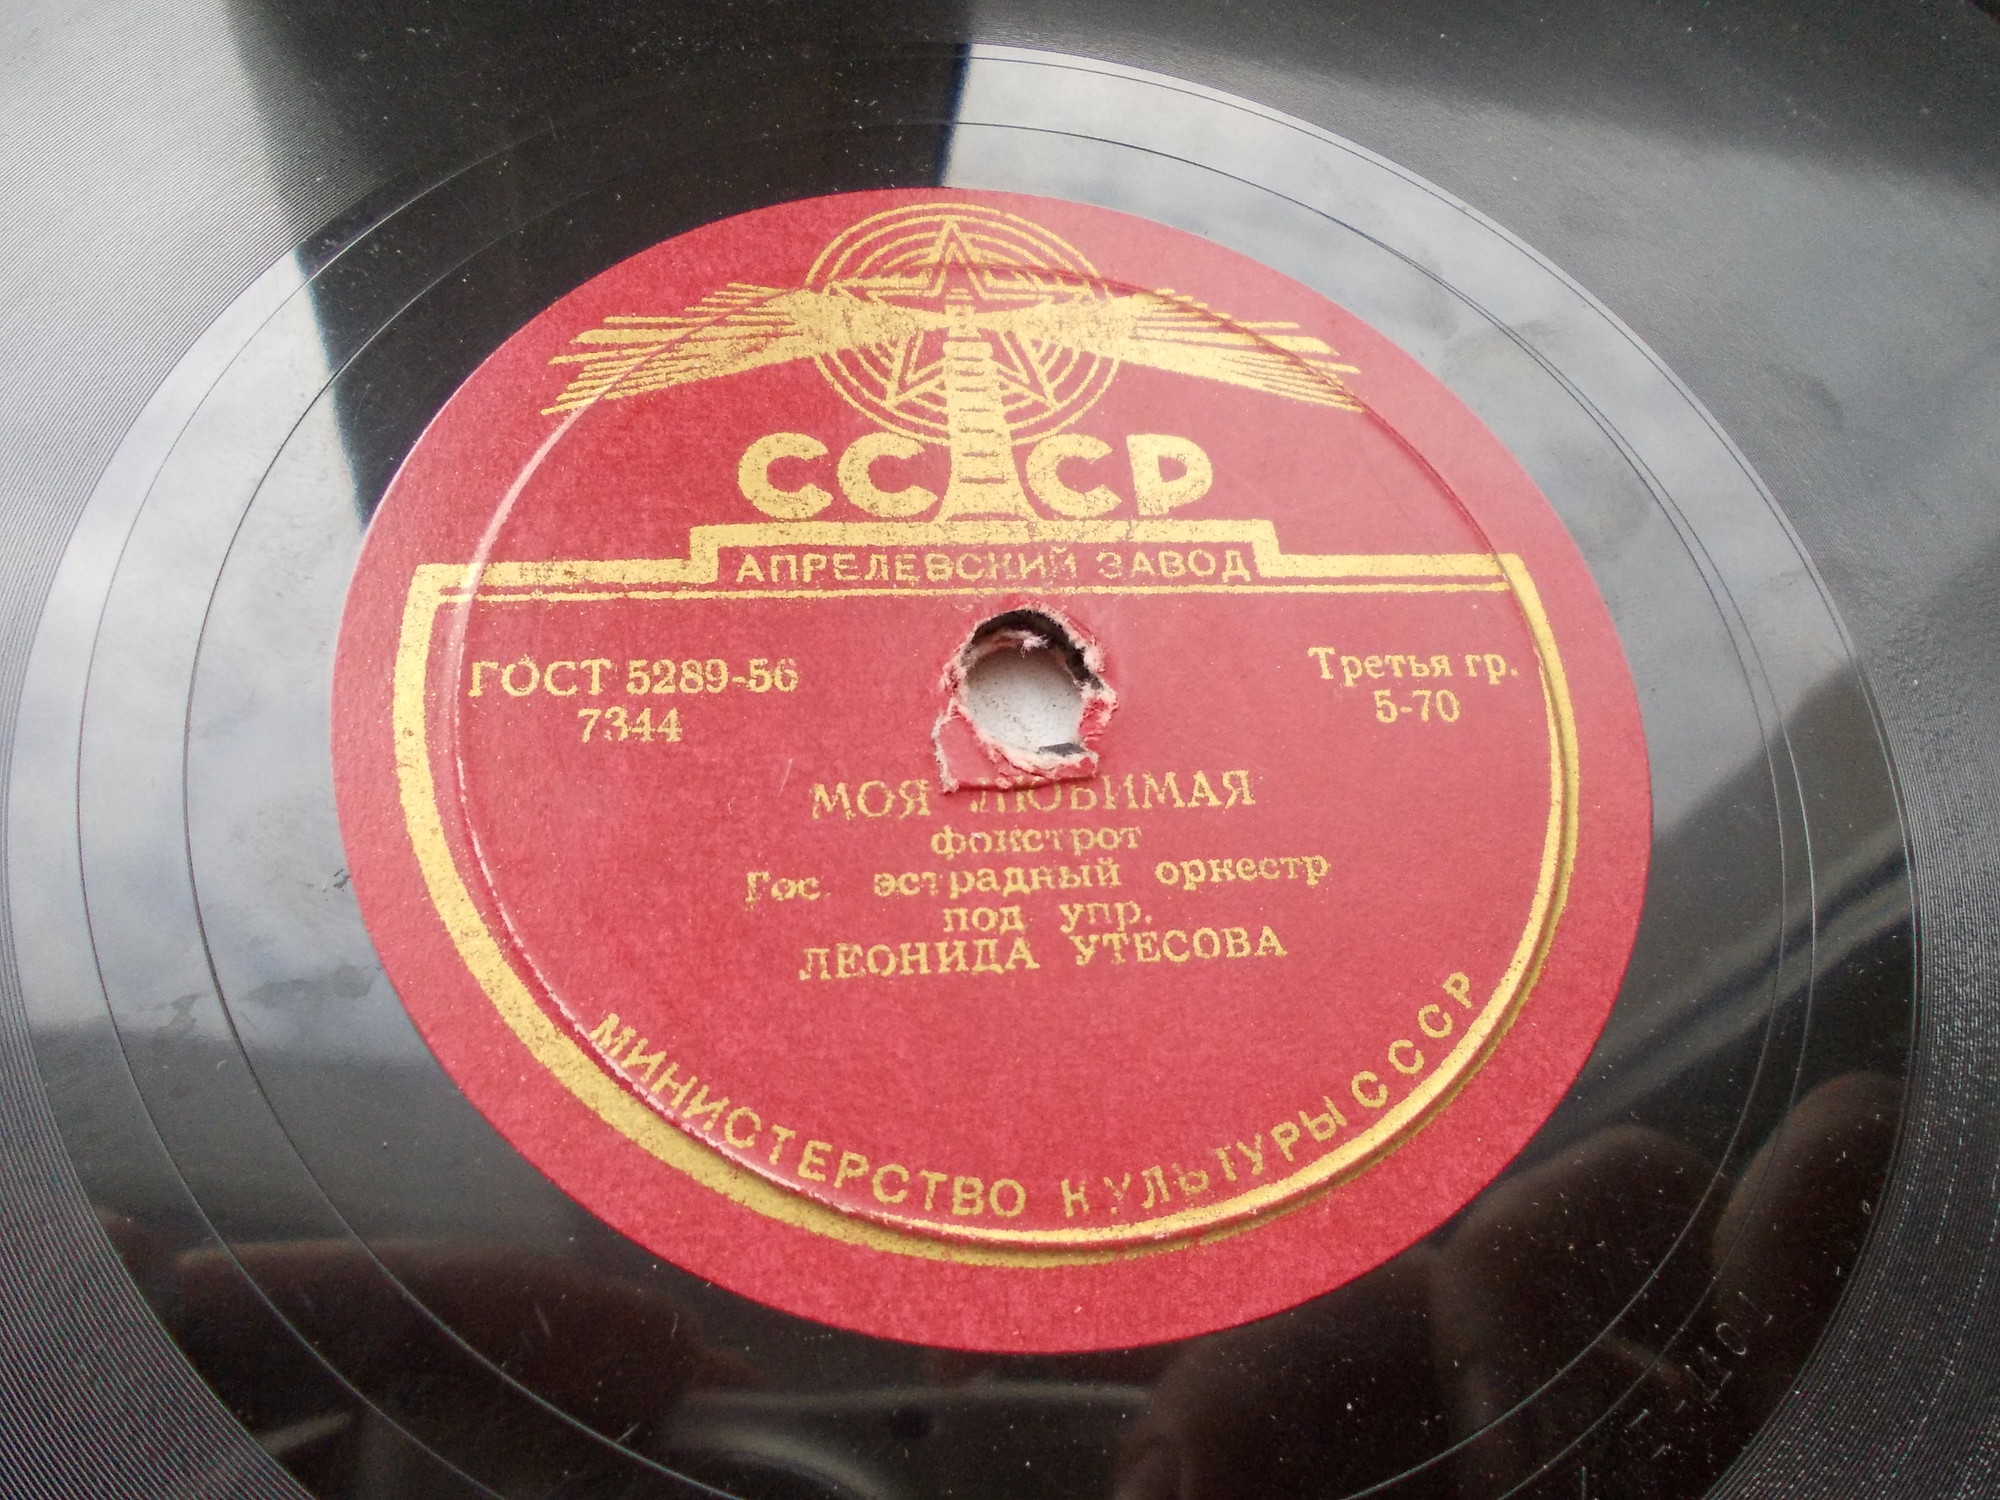 СССР
АПРЕЛЕВСКИЙ ЗАВОД
ГОСТ 5289-56
7344
Третья гр.
5-70
МОЯ ЛЮБИМАЯ
фокстрот
Гос. эстрадный оркестр
под упр.
ЛЕОНИДА УТЕСОВА
МИНИСТЕРСТВО КУЛЬТУРЫ СССР